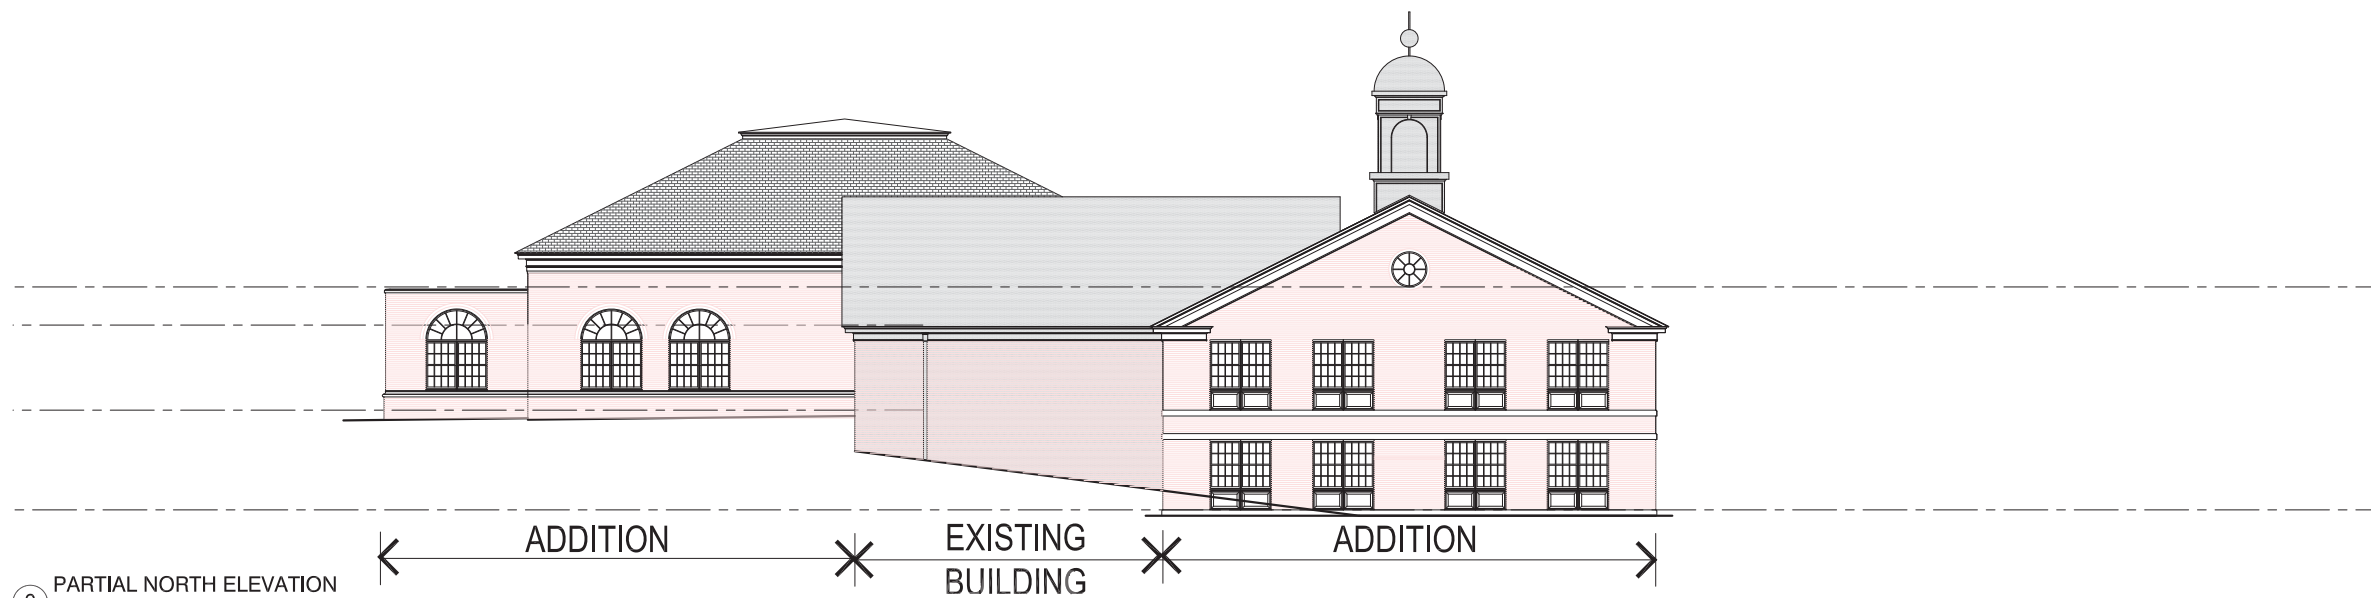 ADDITION
EXISTING
BUILDING
ADDITION
PARTIAL NORTH ELEVATION